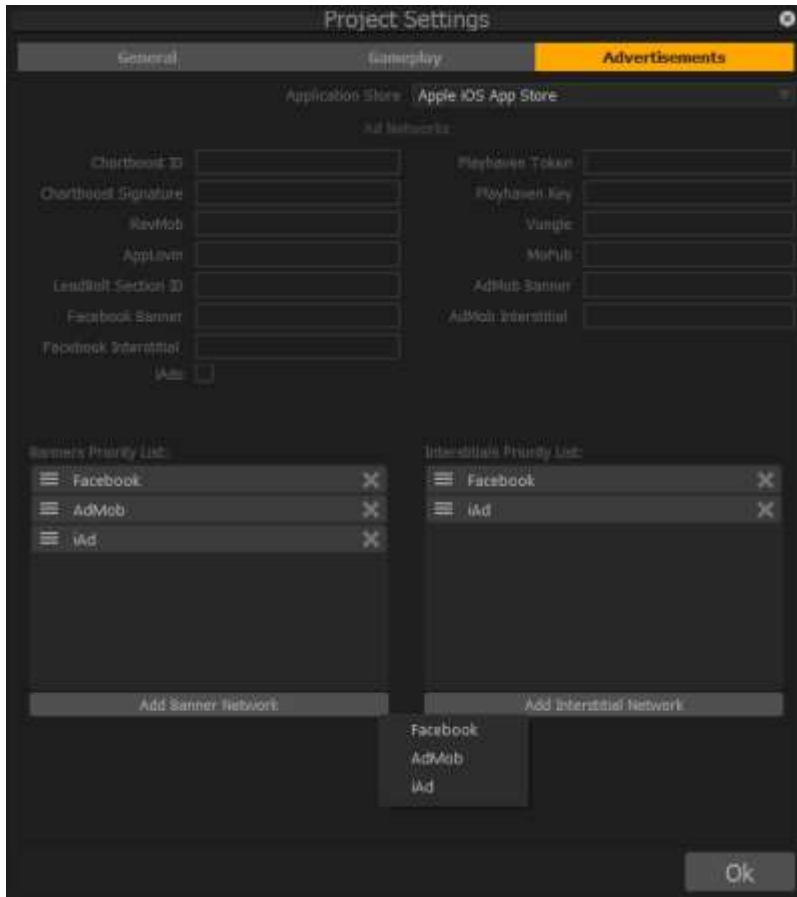 Project Settings
General Gameplay Advertisements
Application Store Apple iOS App Store
Ad Networks
Chartboost ID Playhaven Token
Chartboost Signature Playhaven Key
RevMob Vungle
AppLovin MoPub
LeadBolt Section ID AdMob Banner
Facebook Banner AdMob Interstitial
Facebook Interstitial
iAds
Banners Priority List: Interstitials Priority List:
Facebook Facebook
AdMob iAd
iAd
Add Banner Network Add Interstitial Network
Facebook
AdMob
iAd
Ok